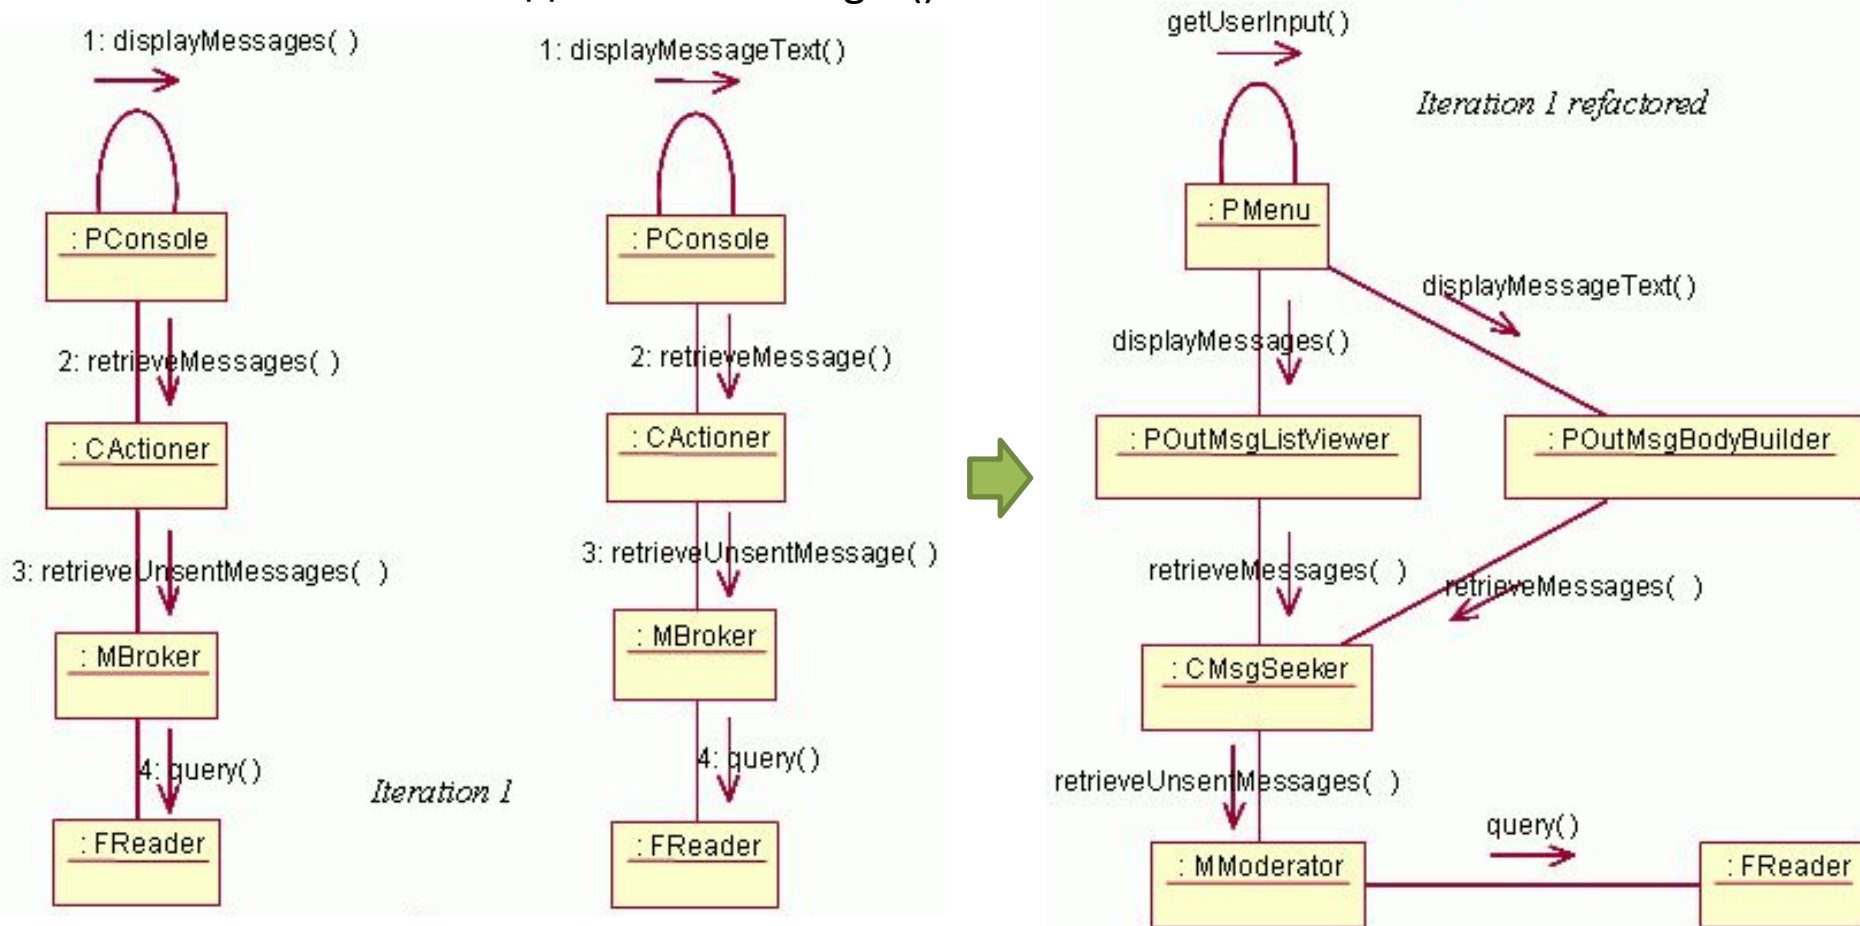 1: displayMessages( )
: PConsole
2: retrieveMessages( )
: CActioner
3: retrieveUnsentMessages( )
: MBroker
4: query( )
: FReader
Iteration 1
1: displayMessageText( )
: PConsole
2: retrieveMessage()
: CActioner
3: retrieveUnsentMessage( )
: MBroker
4: query()
: FReader
getUserInput( )
Iteration 1 refactored
: PMenu
displayMessageText( )
displayMessages()
: POutMsgListViewer
: POutMsgBodyBuilder
retrieveMessages( )
retrieveMessages( )
: CMsgSeeker
retrieveUnsentMessages( )
query()
: MModerator
: FReader